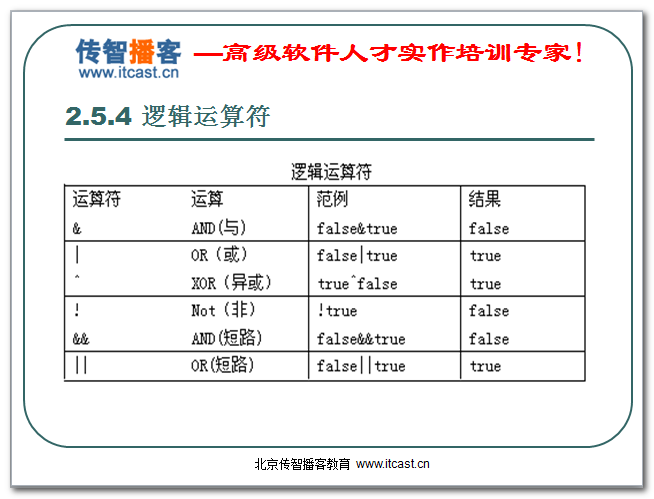 传智播客 —高级软件人才实作培训专家!
www.itcast.cn
2.5.4 逻辑运算符
逻辑运算符
运算符 运算 范例 结果
& AND(与) false&true false
| OR（或） false|true true
^ XOR（异或） true^false true
! Not（非） !true false
&& AND(短路) false&&true false
|| OR(短路) false||true true
北京传智播客教育 www.itcast.cn